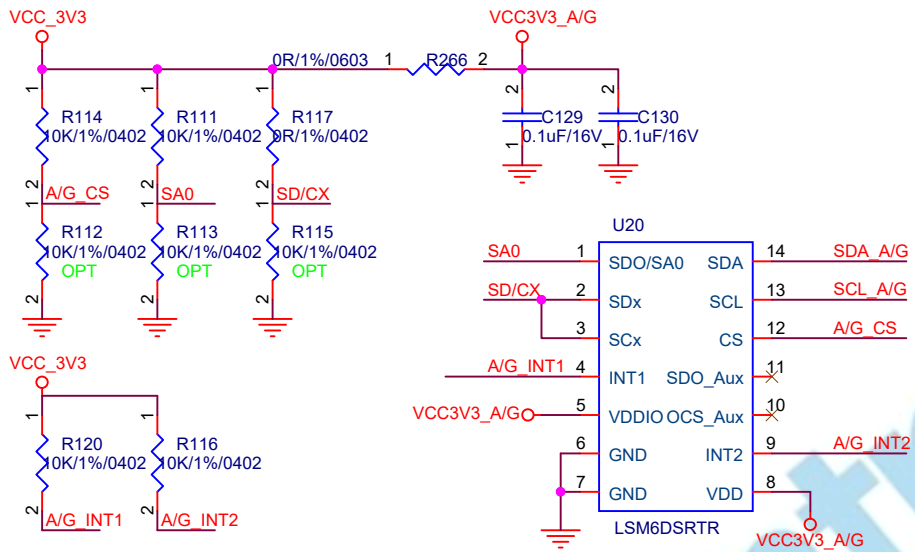 VCC_3V3
VCC3V3_A/G
0R/1%/0603
1
R266
2
1
R114
10K/1%/0402
2
1
R111
10K/1%/0402
2
1
R117
0R/1%/0402
2
2
C129
0.1uF/16V
1
2
C130
0.1uF/16V
1
A/G_CS
SA0
SD/CX
1
R112
10K/1%/0402
OPT
2
1
R113
10K/1%/0402
OPT
2
1
R115
10K/1%/0402
OPT
2
U20
SA0
1
SDO/SA0
SDA
14
SDA_A/G
SD/CX
2
SDx
SCL
13
SCL_A/G
3
SCx
CS
12
A/G_CS
A/G_INT1
4
INT1
SDO_Aux
11
VCC3V3_A/G
5
VDDIO
OCS_Aux
10
6
GND
INT2
9
A/G_INT2
7
GND
VDD
8
LSM6DSRTR
VCC3V3_A/G
VCC_3V3
1
R120
10K/1%/0402
2
A/G_INT1
1
R116
10K/1%/0402
2
A/G_INT2